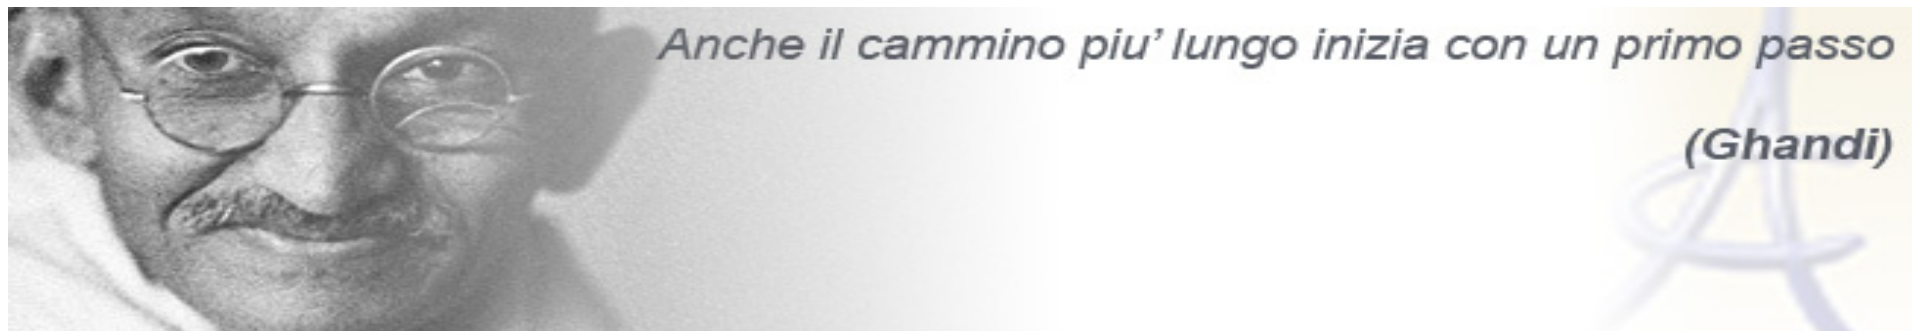 Anche il cammino piu’ lungo inizia con un primo passo
(Ghandi)